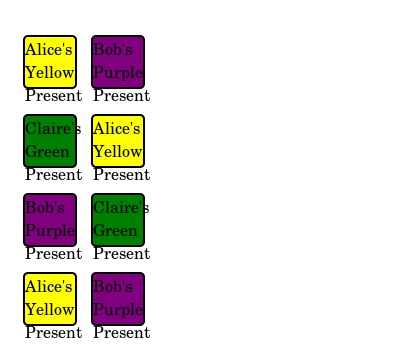 Alice's
Yellow
Present
Bob's
Purple
Present
Claire's
Green
Present
Alice's
Yellow
Present
Bob's
Purple
Present
Claire's
Green
Present
Alice's
Yellow
Present
Bob's
Purple
Present